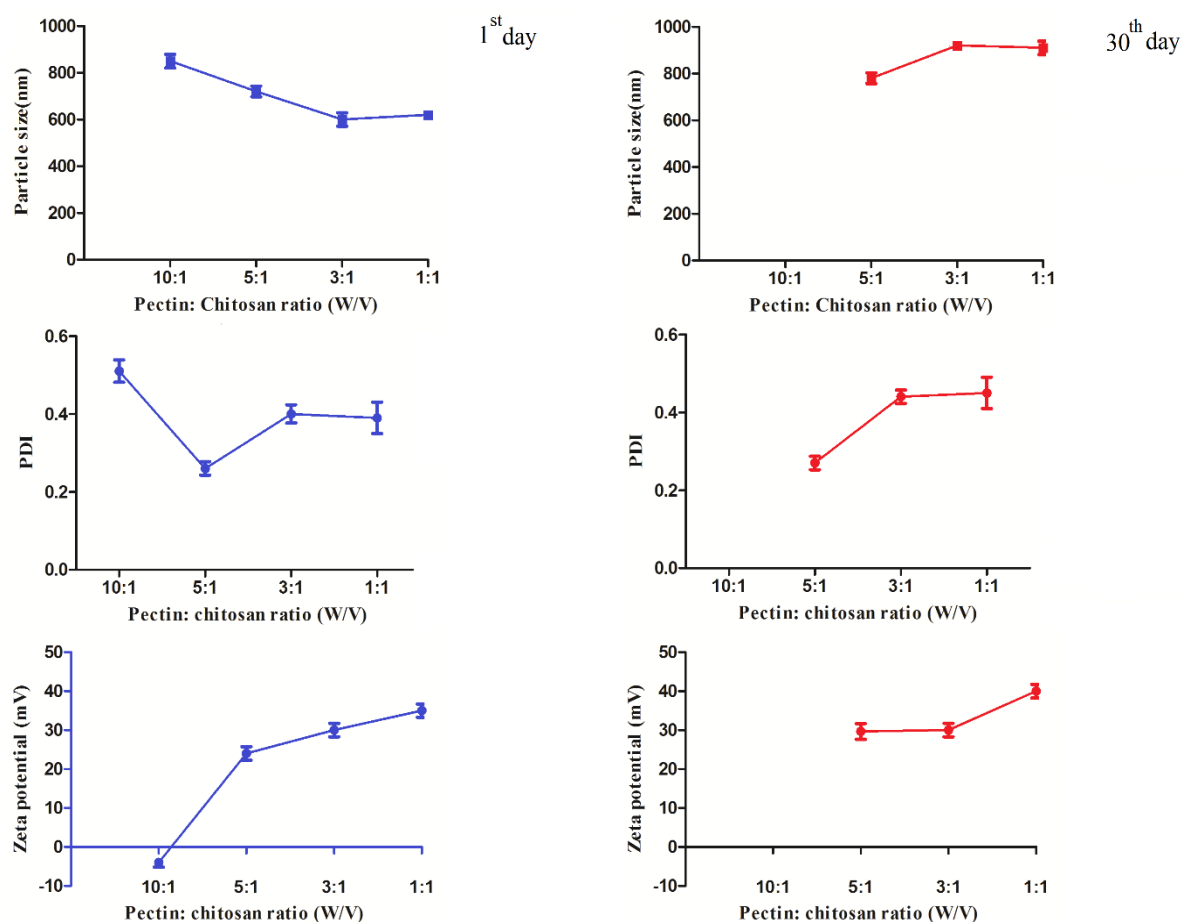 1st day
1000
800
600
400
200
0
Particle size(nm)
10:1 5:1 3:1 1:1
Pectin: Chitosan ratio (W/V)
30th day
1000
800
600
400
200
0
Particle size(nm)
10:1 5:1 3:1 1:1
Pectin: Chitosan ratio (W/V)
0.6
0.4
0.2
0.0
PDI
10:1 5:1 3:1 1:1
Pectin: chitosan ratio (W/V)
0.6
0.4
0.2
0.0
PDI
10:1 5:1 3:1 1:1
Pectin: chitosan ratio (W/V)
50
40
30
20
10
0
-10
Zeta potential (mV)
10:1 5:1 3:1 1:1
Pectin: chitosan ratio (W/V)
50
40
30
20
10
0
-10
Zeta potential (mV)
10:1 5:1 3:1 1:1
Pectin: chitosan ratio (W/V)